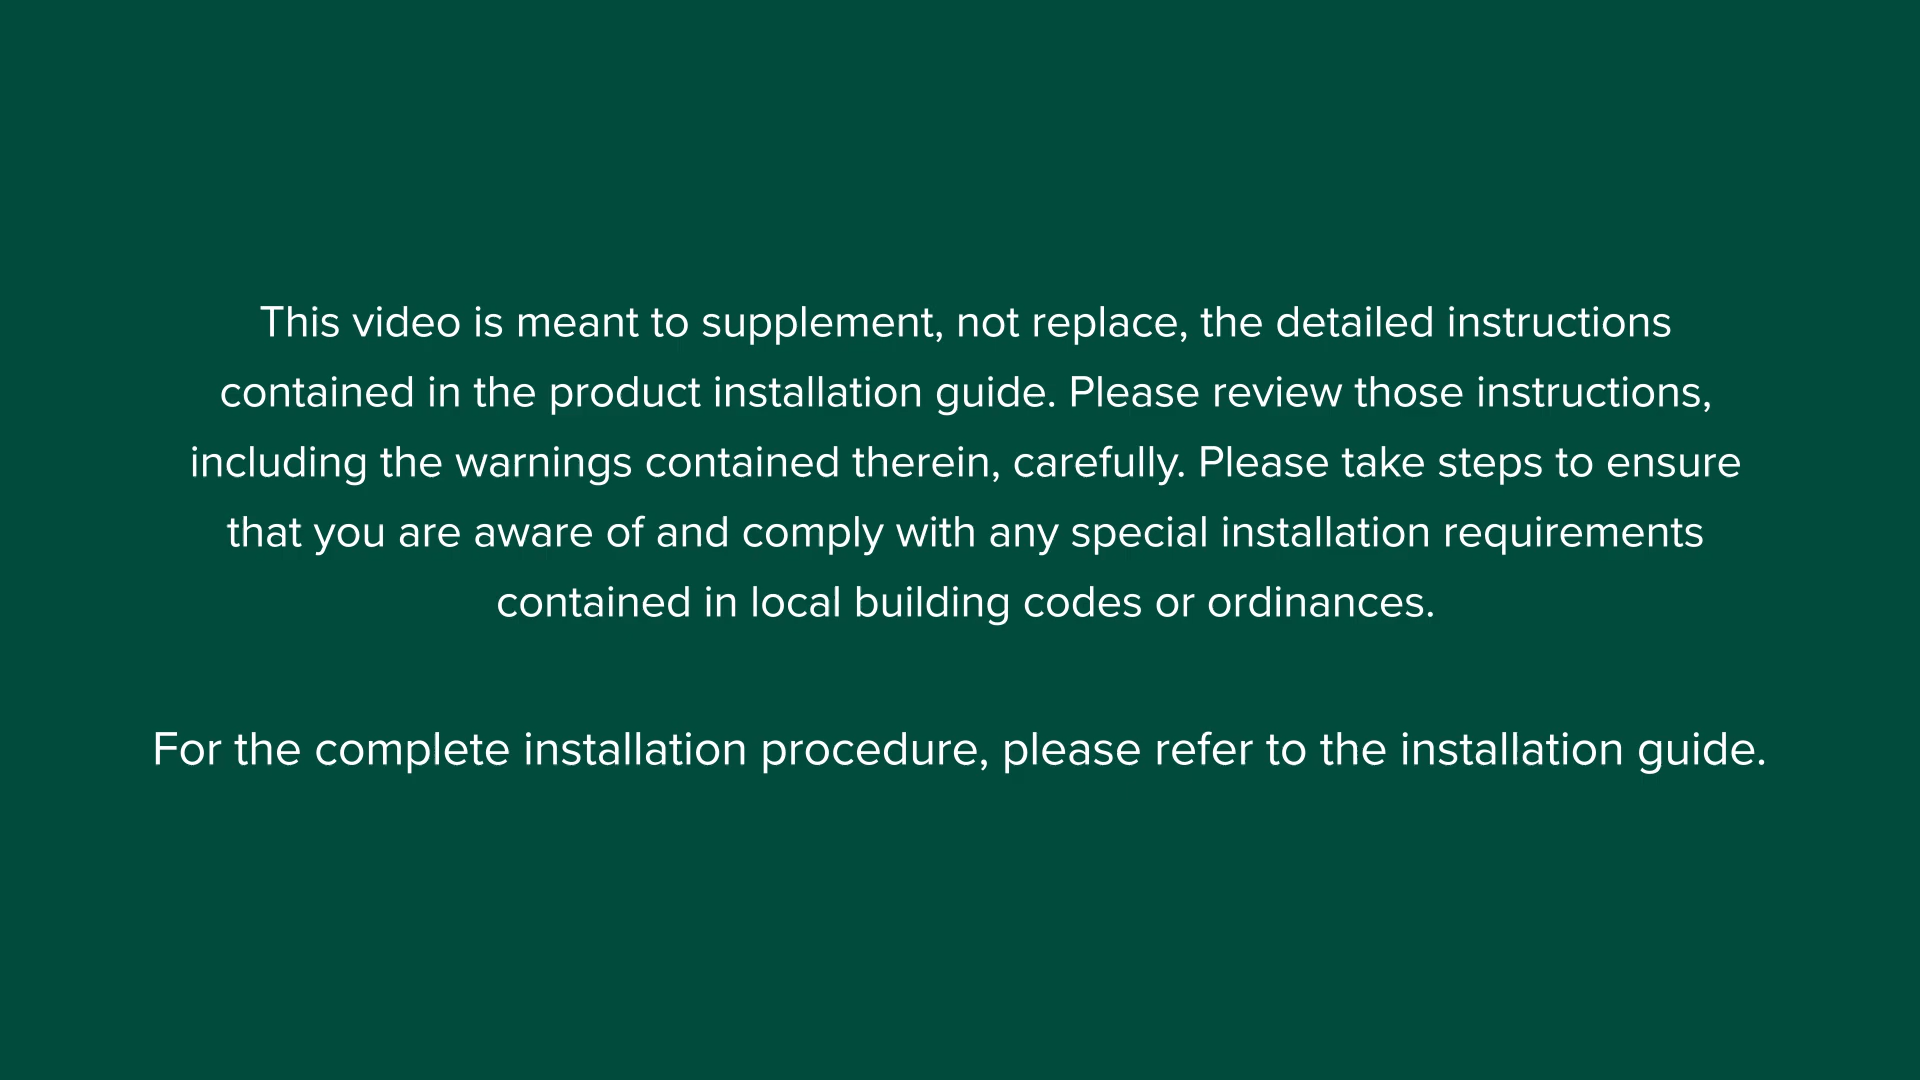 This video is meant to supplement, not replace, the detailed instructions
contained in the product installation guide. Please review those instructions,
including the warnings contained therein, carefully. Please take steps to ensure
that you are aware of and comply with any special installation requirements
contained in local building codes or ordinances.
For the complete installation procedure, please refer to the installation guide.